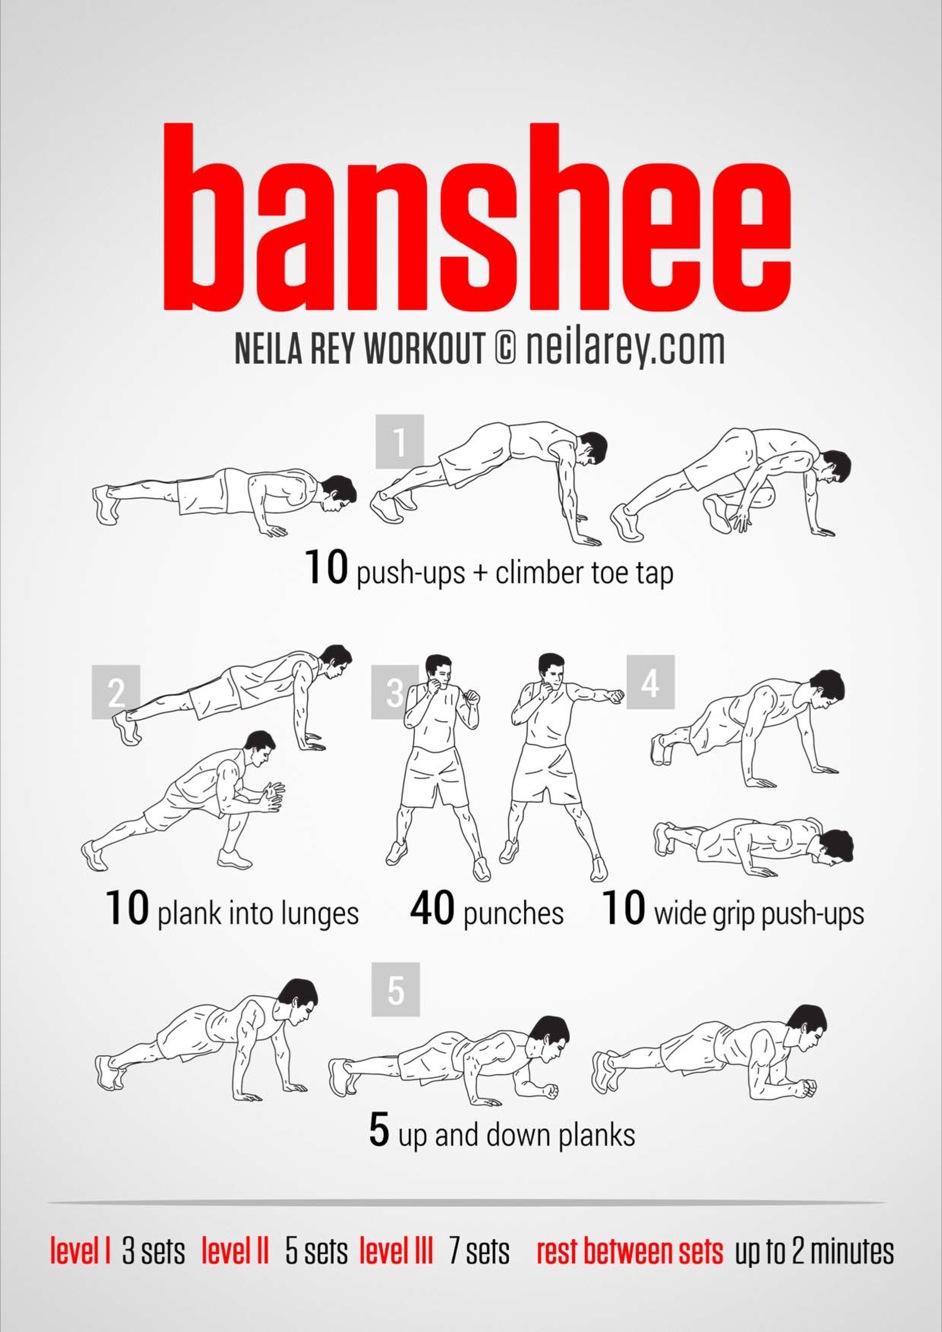 banshee
NEILA REY WORKOUT © neilarey.com
1
10 push-ups + climber toe tap
2
3
4
10 plank into lunges
40 punches
10 wide grip push-ups
5
5 up and down planks
level I 3 sets level II 5 sets level III 7 sets rest between sets up to 2 minutes